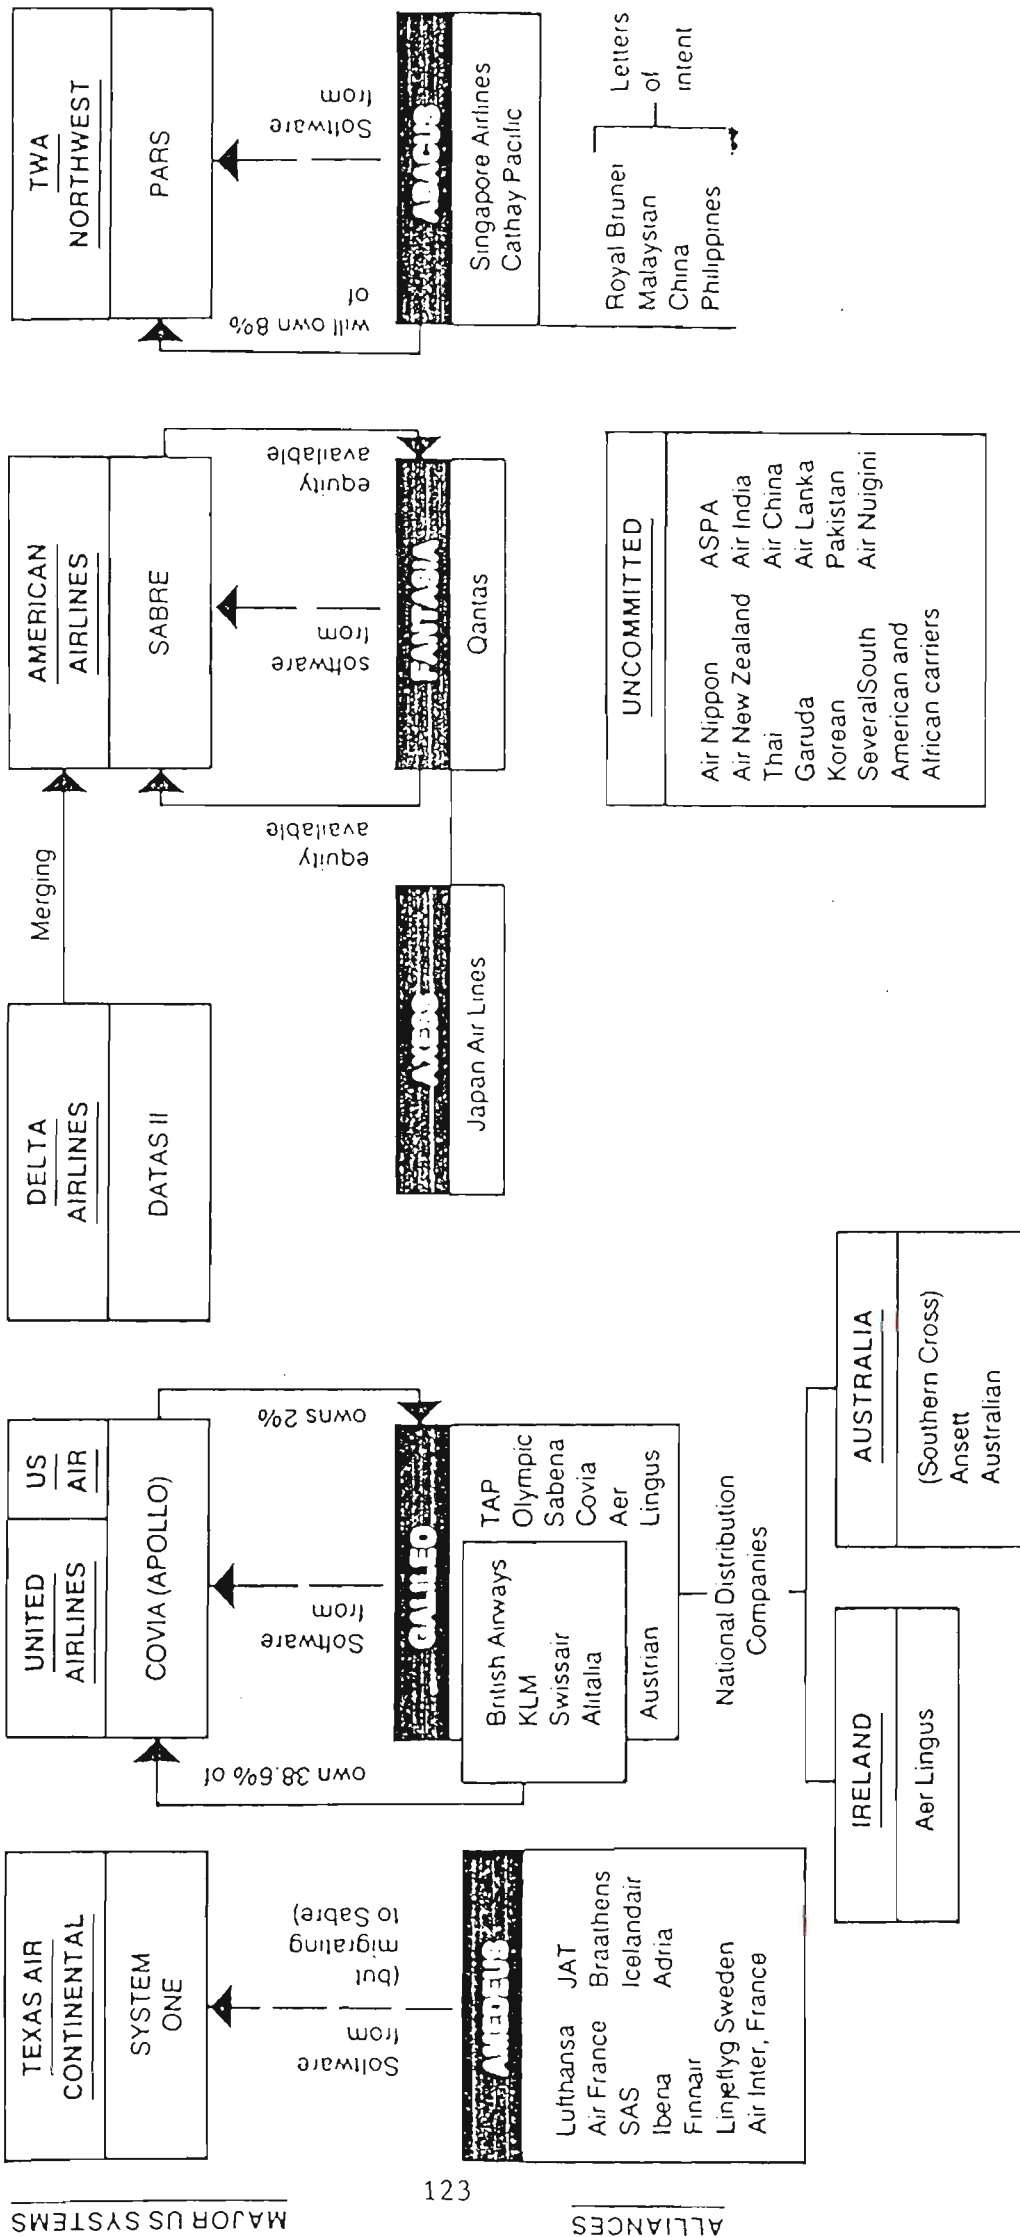 MAJOR US SYSTEMS
TEXAS AIR
CONTINENTAL
SYSTEM
ONE
UNITED
AIRLINES
US
AIR
COVIA (APOLLO)
DELTA
AIRLINES
DATAS II
Merging
AMERICAN
AIRLINES
SABRE
TWA
NORTHWEST
PARS
Software
from
(but
migrating
to Sabre)
own 38.6% of
Software
from
owns 2%
equity
available
software
from
equity
available
will own 8%
of
Software
from
ALLIANCES
AMEDEUS
Lufthansa JAT
Air France Braathens
SAS Icelandair
Iberia Adria
Finnair
Linjeflyg Sweden
Air Inter, France
GALILEO
British Airways
KLM
Swissair
Alitalia
Austrian
TAP
Olympic
Sabena
Covia
Aer
Lingus
National Distribution
Companies
IRELAND
Aer Lingus
AUSTRALIA
(Southern Cross)
Ansett
Australian
AXERS
Japan Air Lines
FANTASIA
Qantas
UNCOMMITTED
Air Nippon ASPA
Air New Zealand Air India
Thai Air China
Garuda Air Lanka
Korean Pakistan
SeveralSouth Air Nuigini
American and
African carriers
ABACUS
Singapore Airlines
Cathay Pacific
Royal Brunei
Malaysian
China
Philippines
Letters
of
intent
123